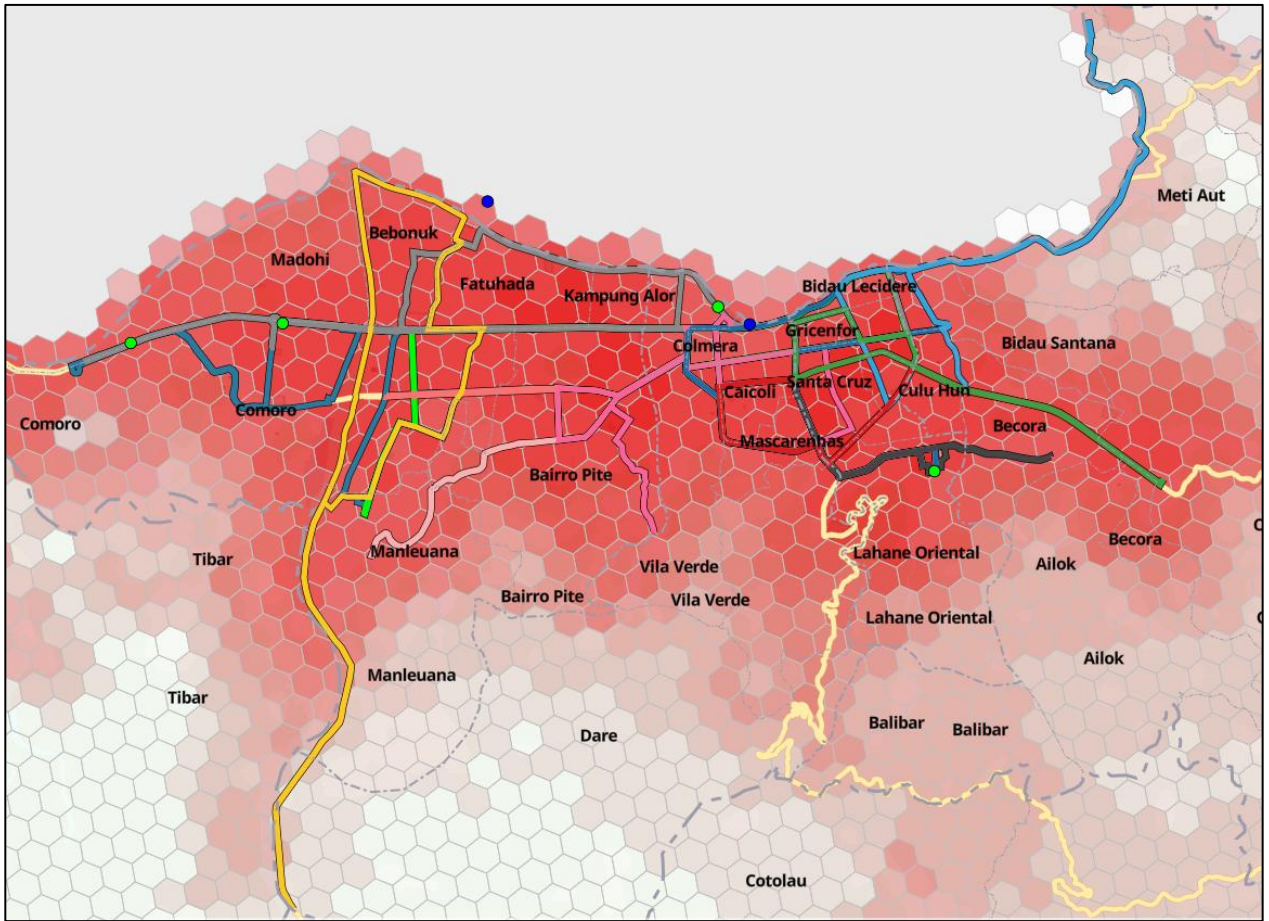 Meti Aut
Bebonuk
Madohi
Fatuhada
Kampung Alor
Bidau Lecidere
Gricenfor
Colmera
Bidau Santana
Santa Cruz
Caicoli
Culu Hun
Comoro
Comoro
Becora
Mascarenhas
Bairro Pite
Becora
Manleuana
Lahane Oriental
Tibar
Vila Verde
Ailok
Bairro Pite
Vila Verde
Lahane Oriental
Ailok
Manleuana
Tibar
Balibar
Balibar
Dare
Cotolau